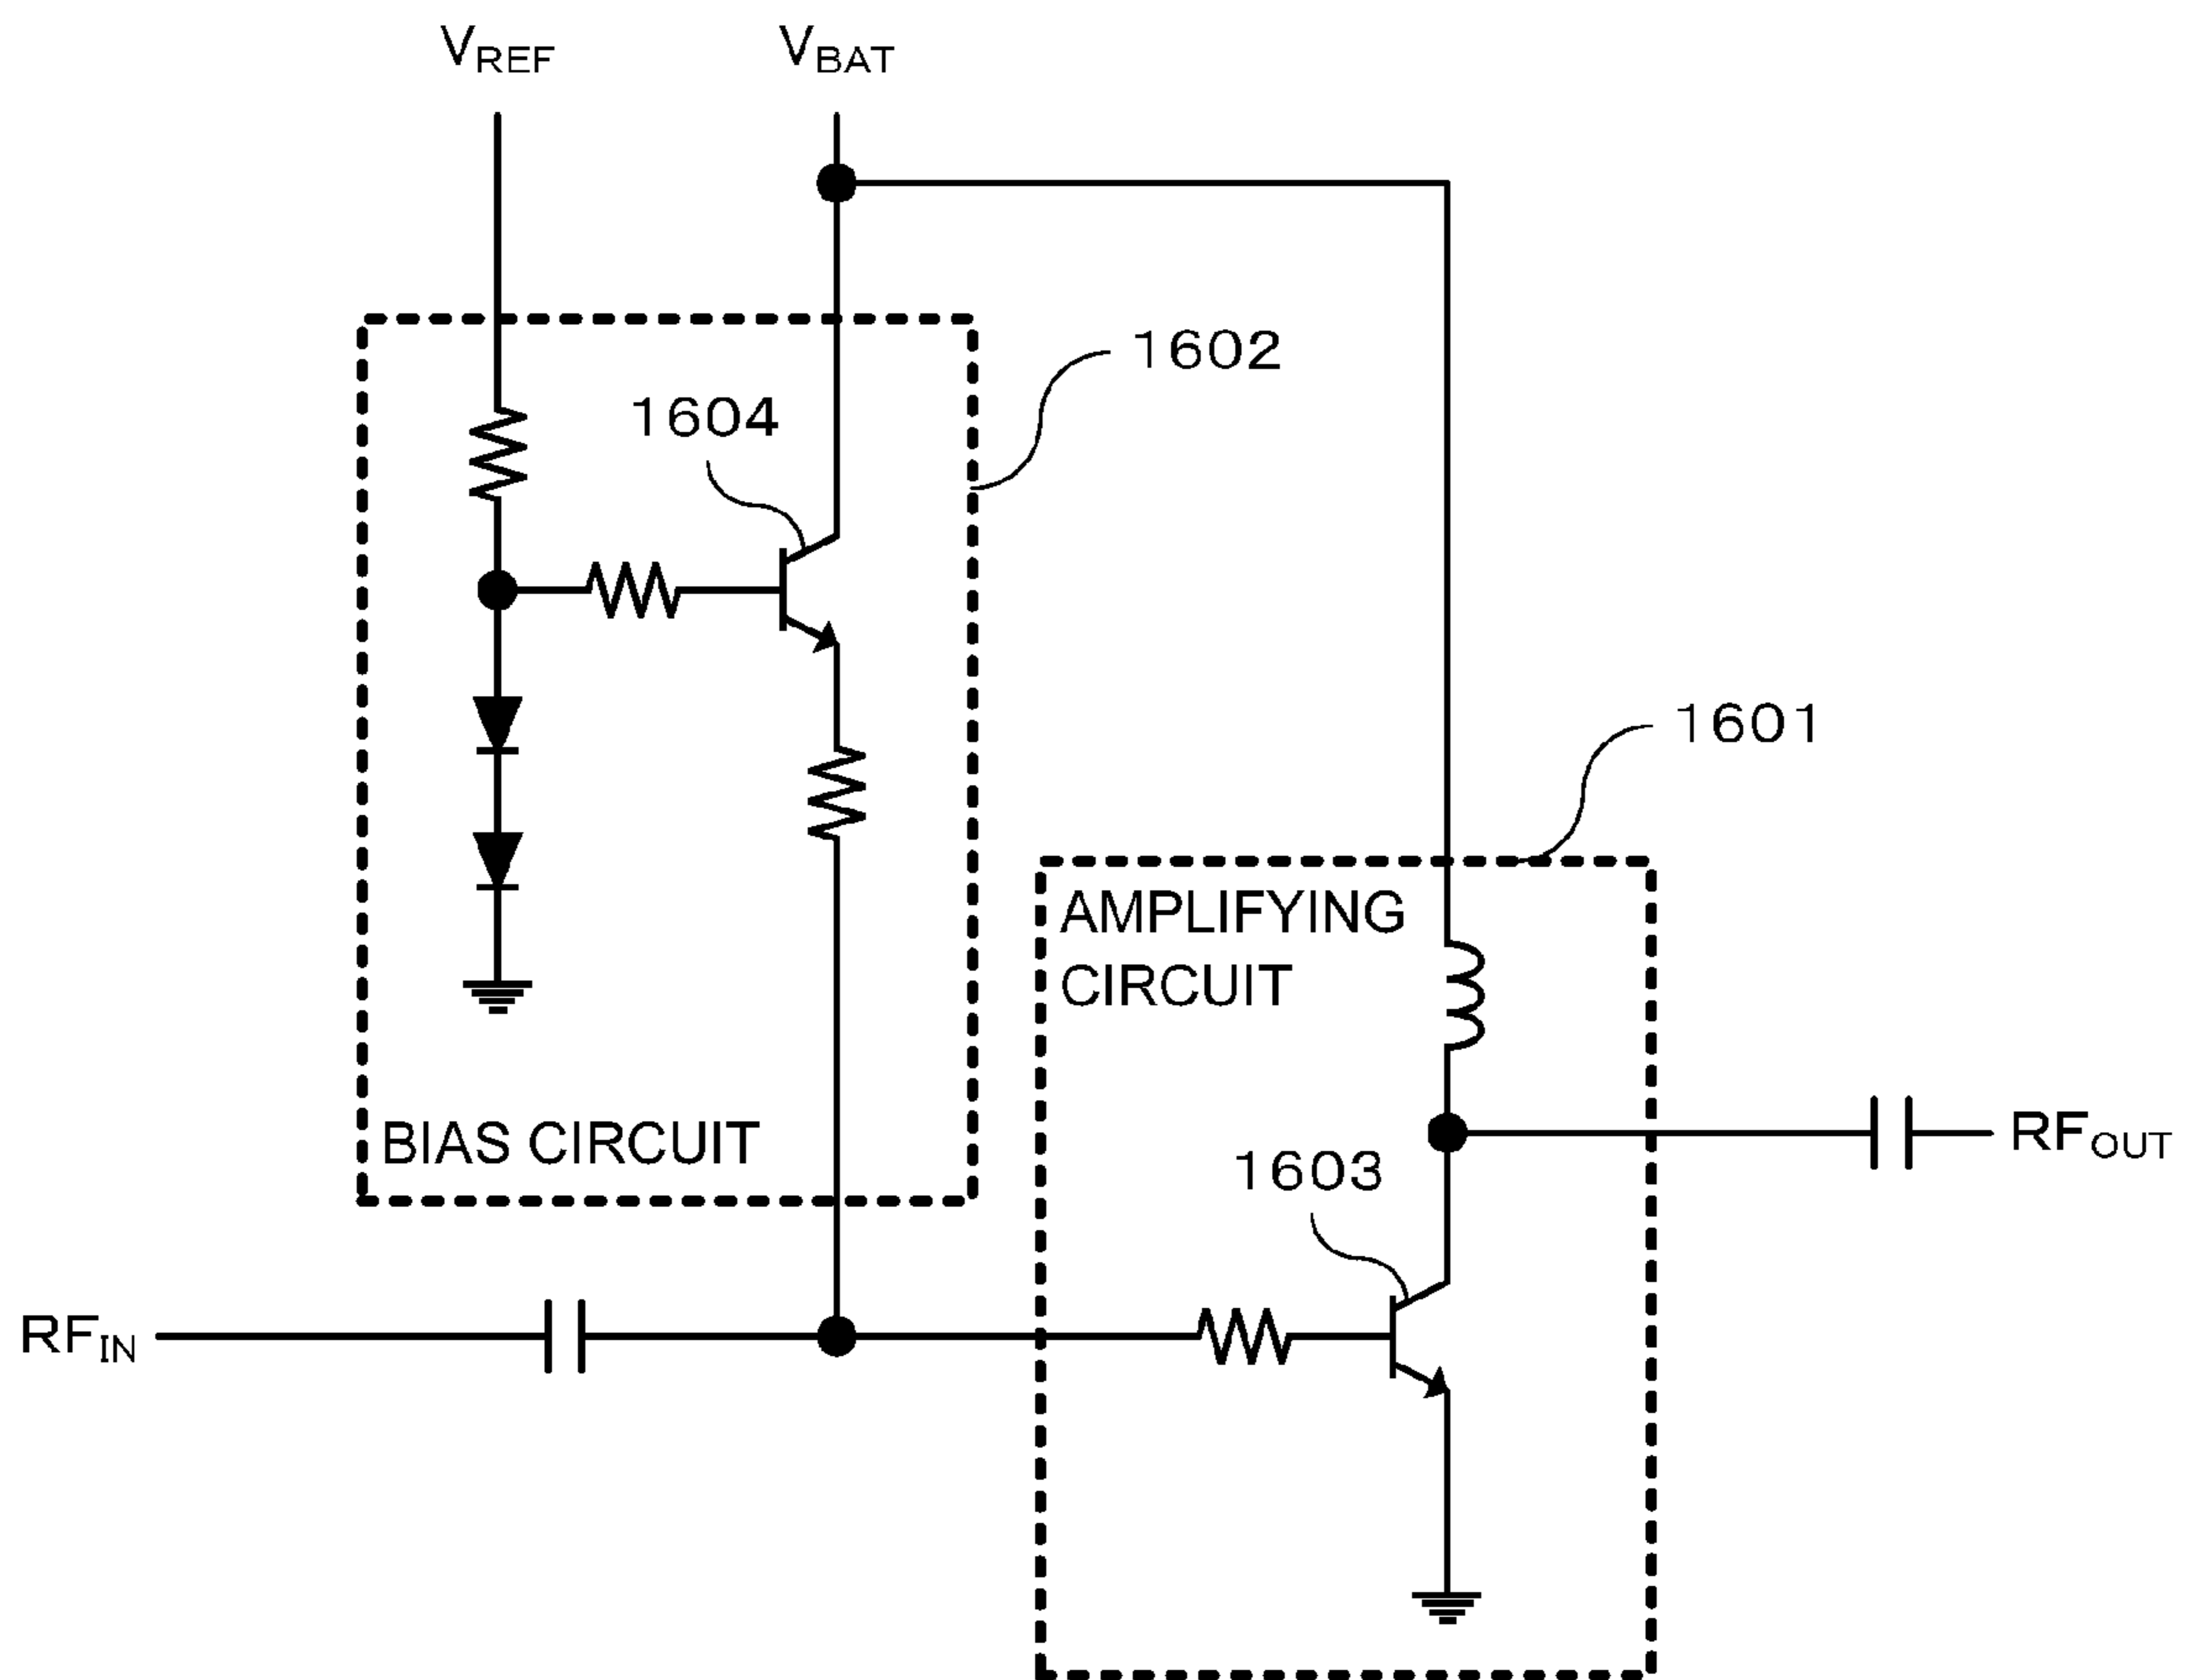 VREF
VBAT
1602
1604
1601
AMPLIFYING
CIRCUIT
BIAS CIRCUIT
RFOUT
1603
RFIN